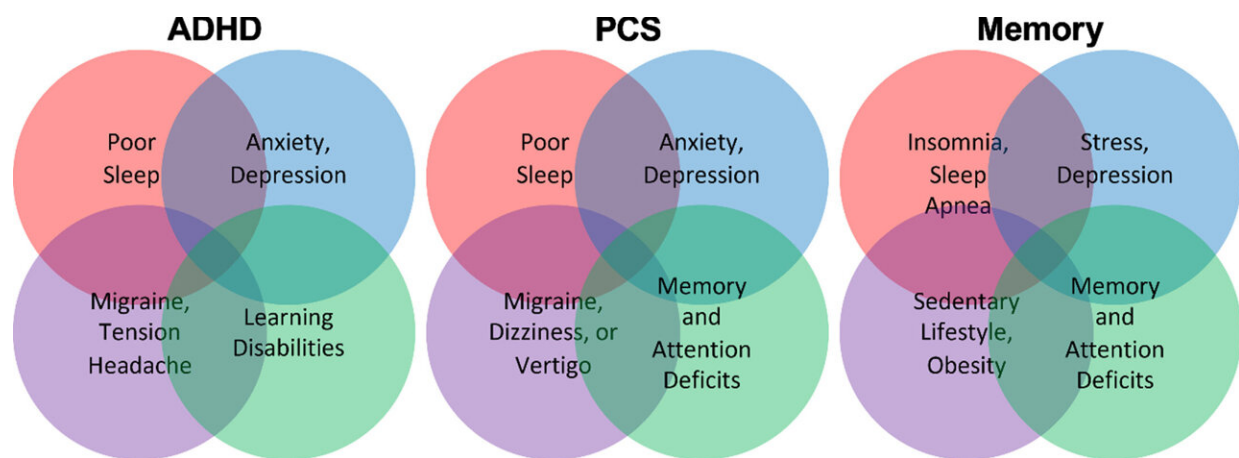 ADHD
Poor
Sleep
Anxiety,
Depression
Migraine,
Tension
Headache
Learning
Disabilities
PCS
Poor
Sleep
Anxiety,
Depression
Migraine,
Dizziness, or
Vertigo
Memory
and
Attention
Deficits
Memory
Insomnia,
Sleep
Apnea
Stress,
Depression
Sedentary
Lifestyle,
Obesity
Memory
and
Attention
Deficits